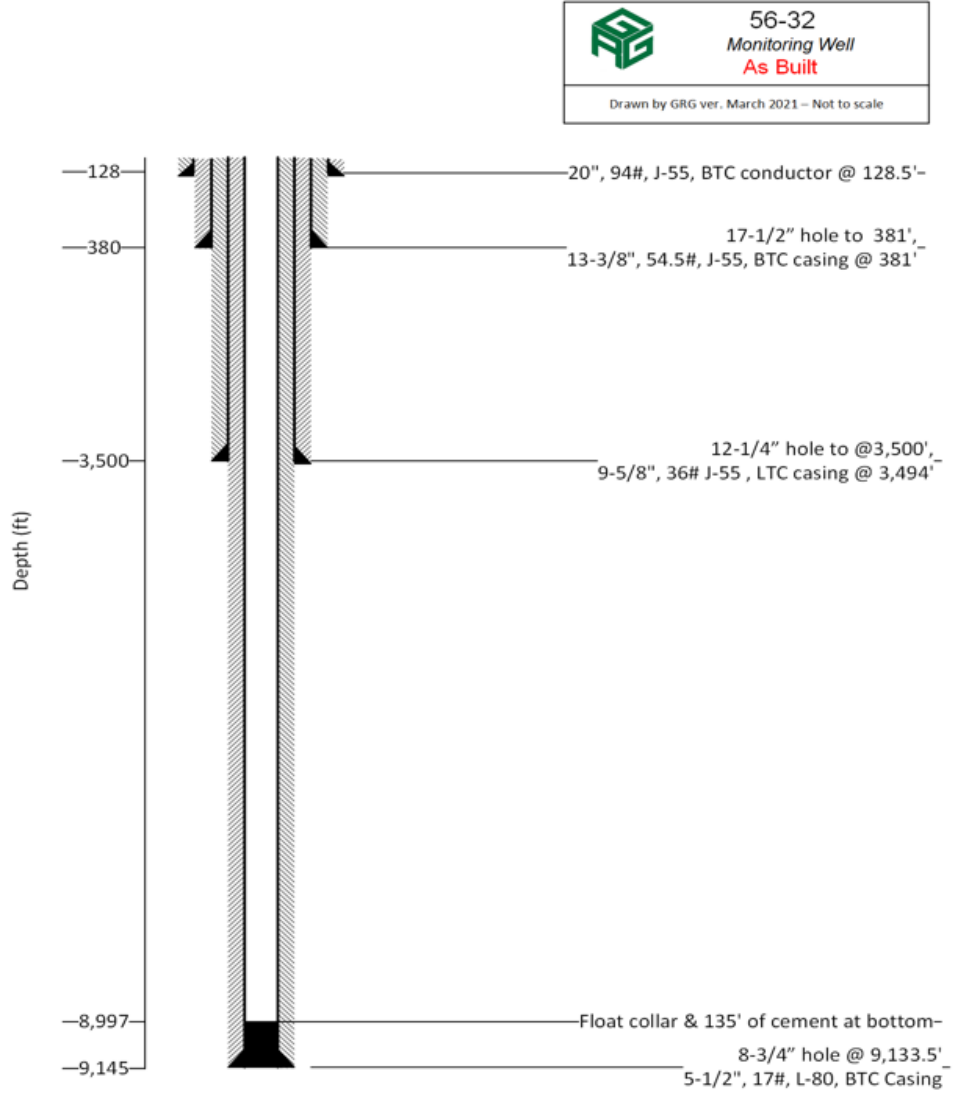 GRG
56-32
Monitoring Well
As Built
Drawn by GRG ver. March 2021 – Not to scale
128
20", 94#, J-55, BTC conductor @ 128.5'
380
17-1/2” hole to 381',
13-3/8", 54.5#, J-55, BTC casing @ 381'
3,500
12-1/4” hole to @3,500',
9-5/8", 36# J-55 , LTC casing @ 3,494'
Depth (ft)
8,997
Float collar & 135' of cement at bottom
9,145
8-3/4” hole @ 9,133.5'
5-1/2", 17#, L-80, BTC Casing